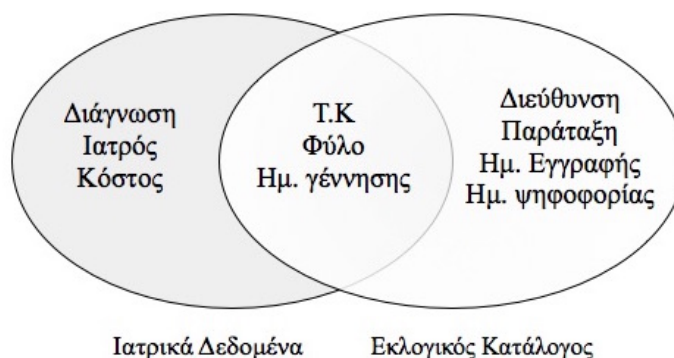 Διάγνωση
Ιατρός
Κόστος
Τ.Κ
Φύλο
Ημ. γέννησης
Διεύθυνση
Παράταξη
Ημ. Εγγραφής
Ημ. ψηφοφορίας
Ιατρικά Δεδομένα
Εκλογικός Κατάλογος